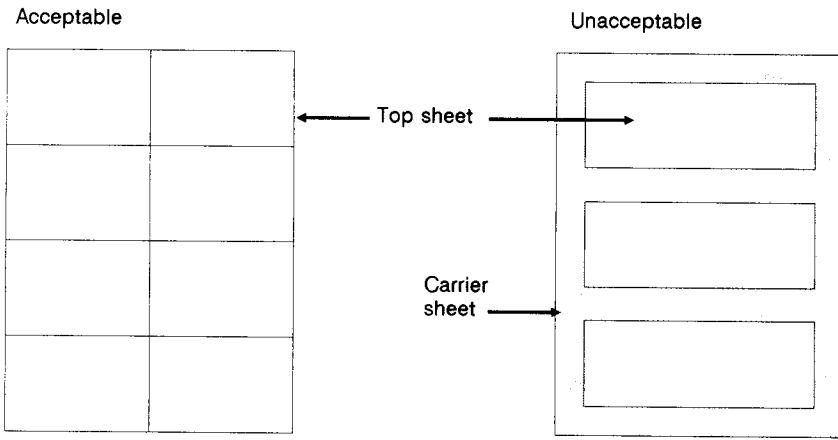 Acceptable
Unacceptable
Top sheet
Carrier
sheet